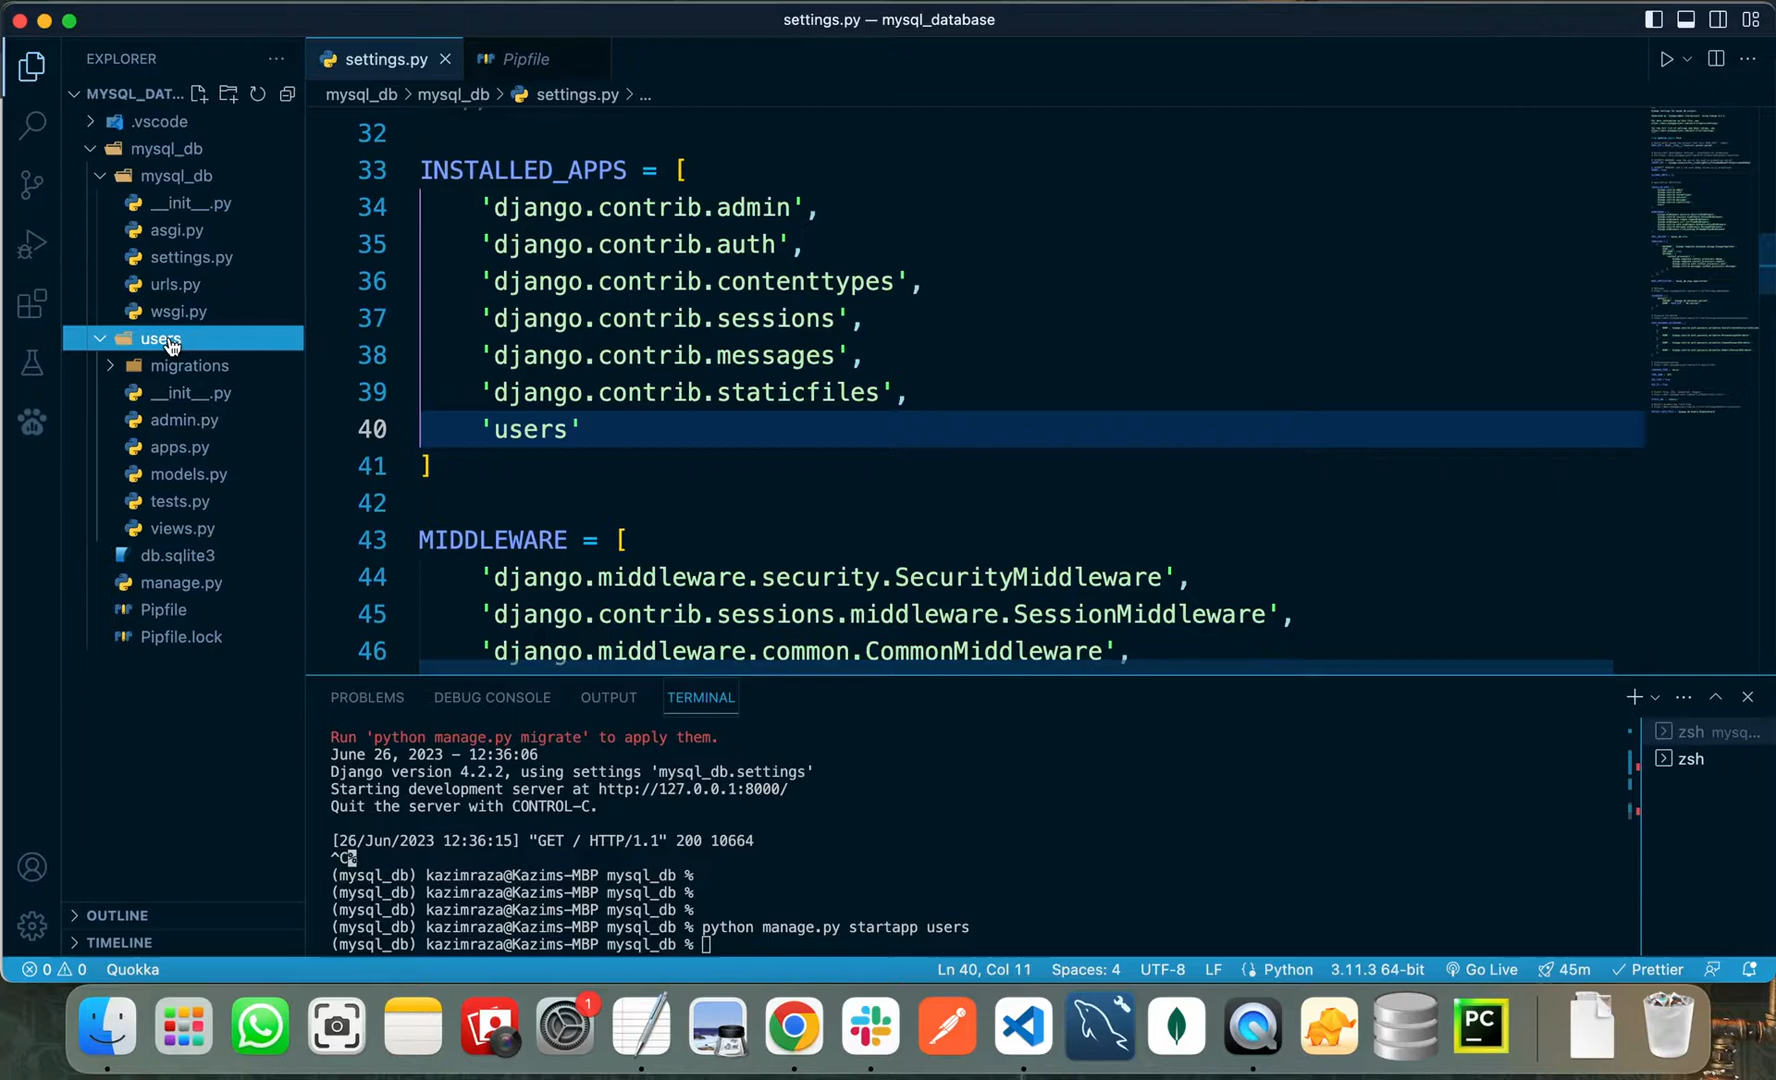 settings.py — mysql_database
EXPLORER
MYSQL_DAT...
.vscode
mysql_db
mysql_db
__init__.py
asgi.py
settings.py
urls.py
wsgi.py
users
migrations
__init__.py
admin.py
apps.py
models.py
tests.py
views.py
db.sqlite3
manage.py
Pipfile
Pipfile.lock
OUTLINE
TIMELINE
settings.py
Pipfile
mysql_db > mysql_db > settings.py > ...
32
33 INSTALLED_APPS = [
34 'django.contrib.admin',
35 'django.contrib.auth',
36 'django.contrib.contenttypes',
37 'django.contrib.sessions',
38 'django.contrib.messages',
39 'django.contrib.staticfiles',
40 'users'
41 ]
42
43 MIDDLEWARE = [
44 'django.middleware.security.SecurityMiddleware',
45 'django.contrib.sessions.middleware.SessionMiddleware',
46 'django.middleware.common.CommonMiddleware',
PROBLEMS DEBUG CONSOLE OUTPUT TERMINAL
Run 'python manage.py migrate' to apply them.
June 26, 2023 - 12:36:06
Django version 4.2.2, using settings 'mysql_db.settings'
Starting development server at http://127.0.0.1:8000/
Quit the server with CONTROL-C.
[26/Jun/2023 12:36:15] "GET / HTTP/1.1" 200 10664
^C%
(mysql_db) kazimraza@Kazims-MBP mysql_db %
(mysql_db) kazimraza@Kazims-MBP mysql_db %
(mysql_db) kazimraza@Kazims-MBP mysql_db %
(mysql_db) kazimraza@Kazims-MBP mysql_db % python manage.py startapp users
(mysql_db) kazimraza@Kazims-MBP mysql_db %
zsh mysq...
zsh
0 0 Quokka
Ln 40, Col 11 Spaces: 4 UTF-8 LF Python 3.11.3 64-bit Go Live 45m Prettier
1
PC